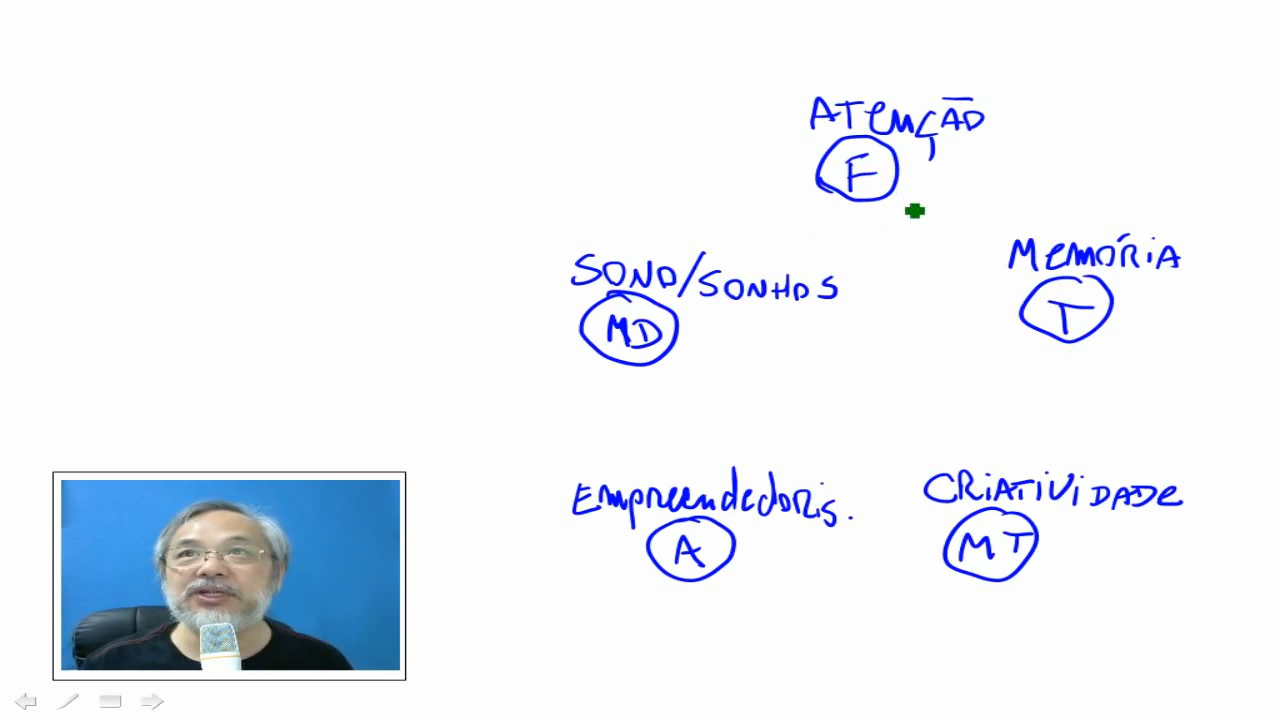 ATENÇÃO
F
SONO/SONHOS
MD
MEMÓRIA
T
EMPREENDEDORIS.
A
CRIATIVIDADE
MT